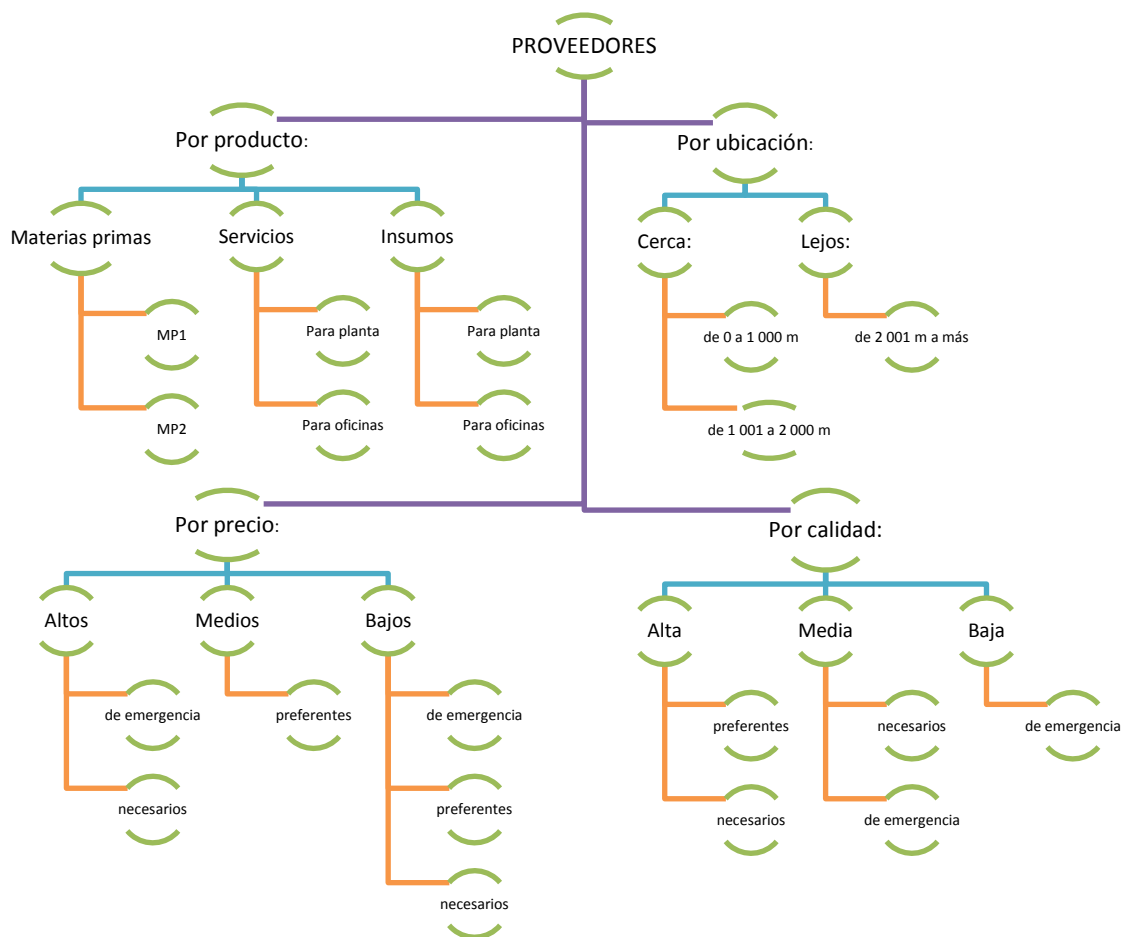 PROVEEDORES
Por producto:
Por ubicación:
Materias primas
Servicios
Insumos
Cerca:
Lejos:
MP1
Para planta
Para planta
de 0 a 1 000 m
de 2 001 m a más
MP2
Para oficinas
Para oficinas
de 1 001 a 2 000 m
Por precio:
Por calidad:
Altos
Medios
Bajos
Alta
Media
Baja
de emergencia
preferentes
de emergencia
preferentes
necesarios
de emergencia
necesarios
preferentes
necesarios
de emergencia
necesarios